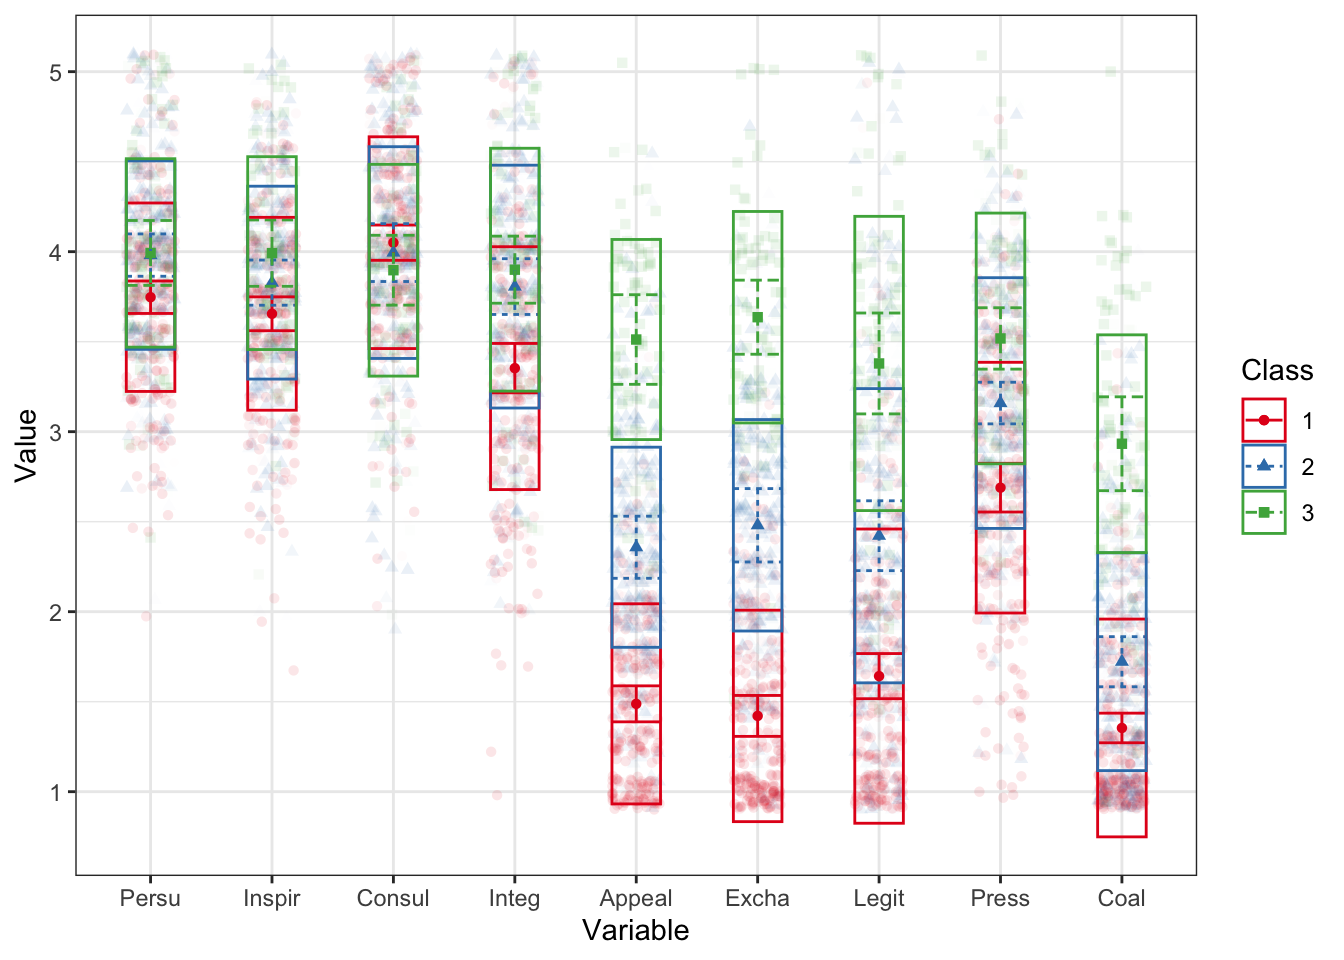 5
4
3
2
1
Value
Persu Inspir Consul Integ Appeal Excha Legit Press Coal
Variable
Class
1
2
3